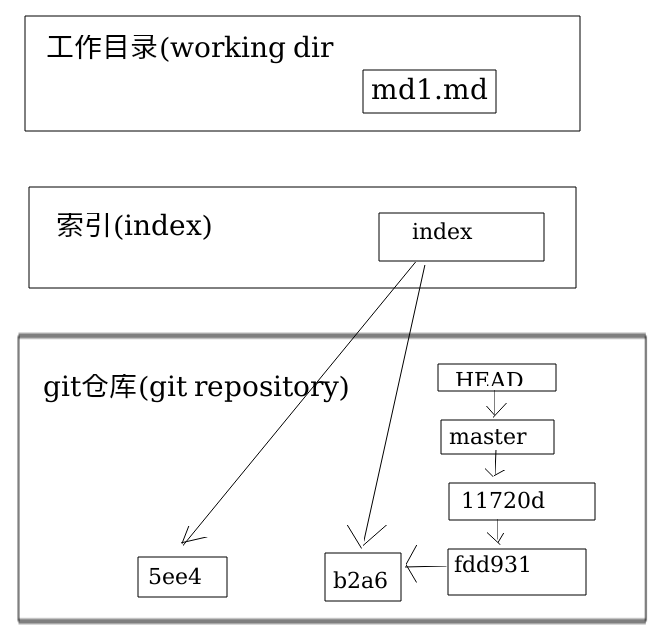 工作目录(working dir
md1.md
索引(index)
index
git仓库(git repository)
HEAD
master
11720d
fdd931
5ee4
b2a6